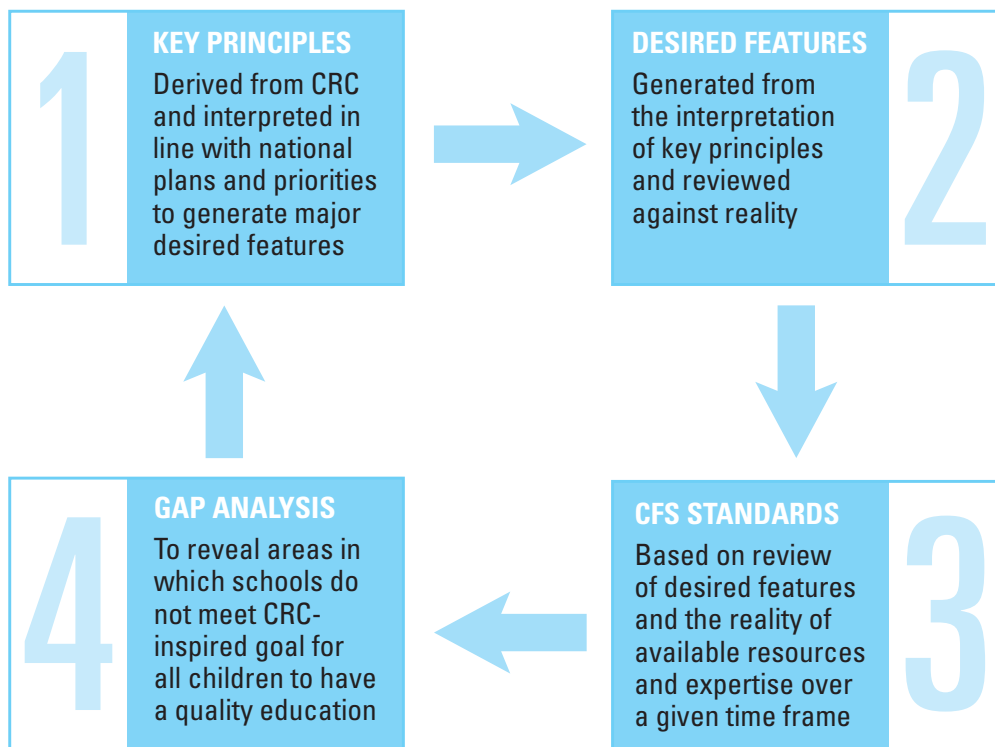 1
KEY PRINCIPLES
Derived from CRC
and interpreted in
line with national
plans and priorities
to generate major
desired features
DESIRED FEATURES
Generated from
the interpretation
of key principles
and reviewed
against reality
2
CFS STANDARDS
Based on review
of desired features
and the reality of
available resources
and expertise over
a given time frame
3
4
GAP ANALYSIS
To reveal areas in
which schools do
not meet CRC-
inspired goal for
all children to have
a quality education